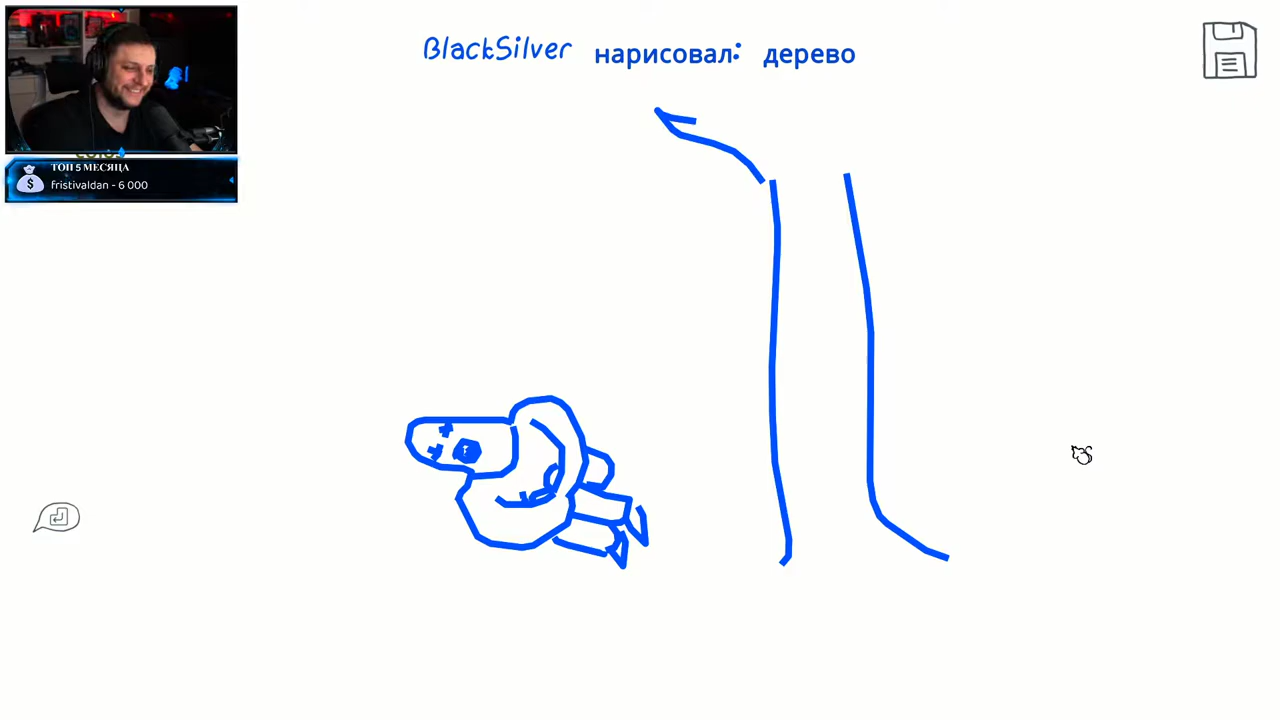 BlackSilver нарисовал: дерево
ТОП 5 МЕСЯЦА
fristivaldan - 6 000